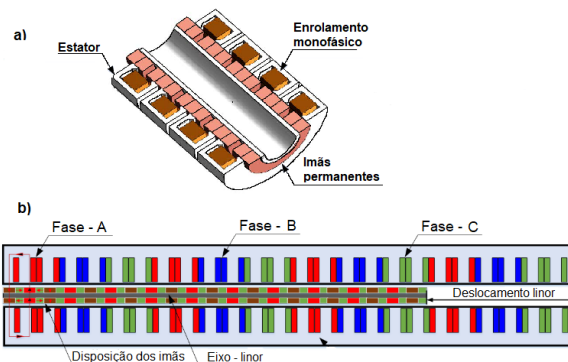 a)
Estator
Enrolamento
monofásico
Imãs
permanentes
b)
Fase - A
Fase - B
Fase - C
Deslocamento linor
Disposição dos imãs
Eixo - linor